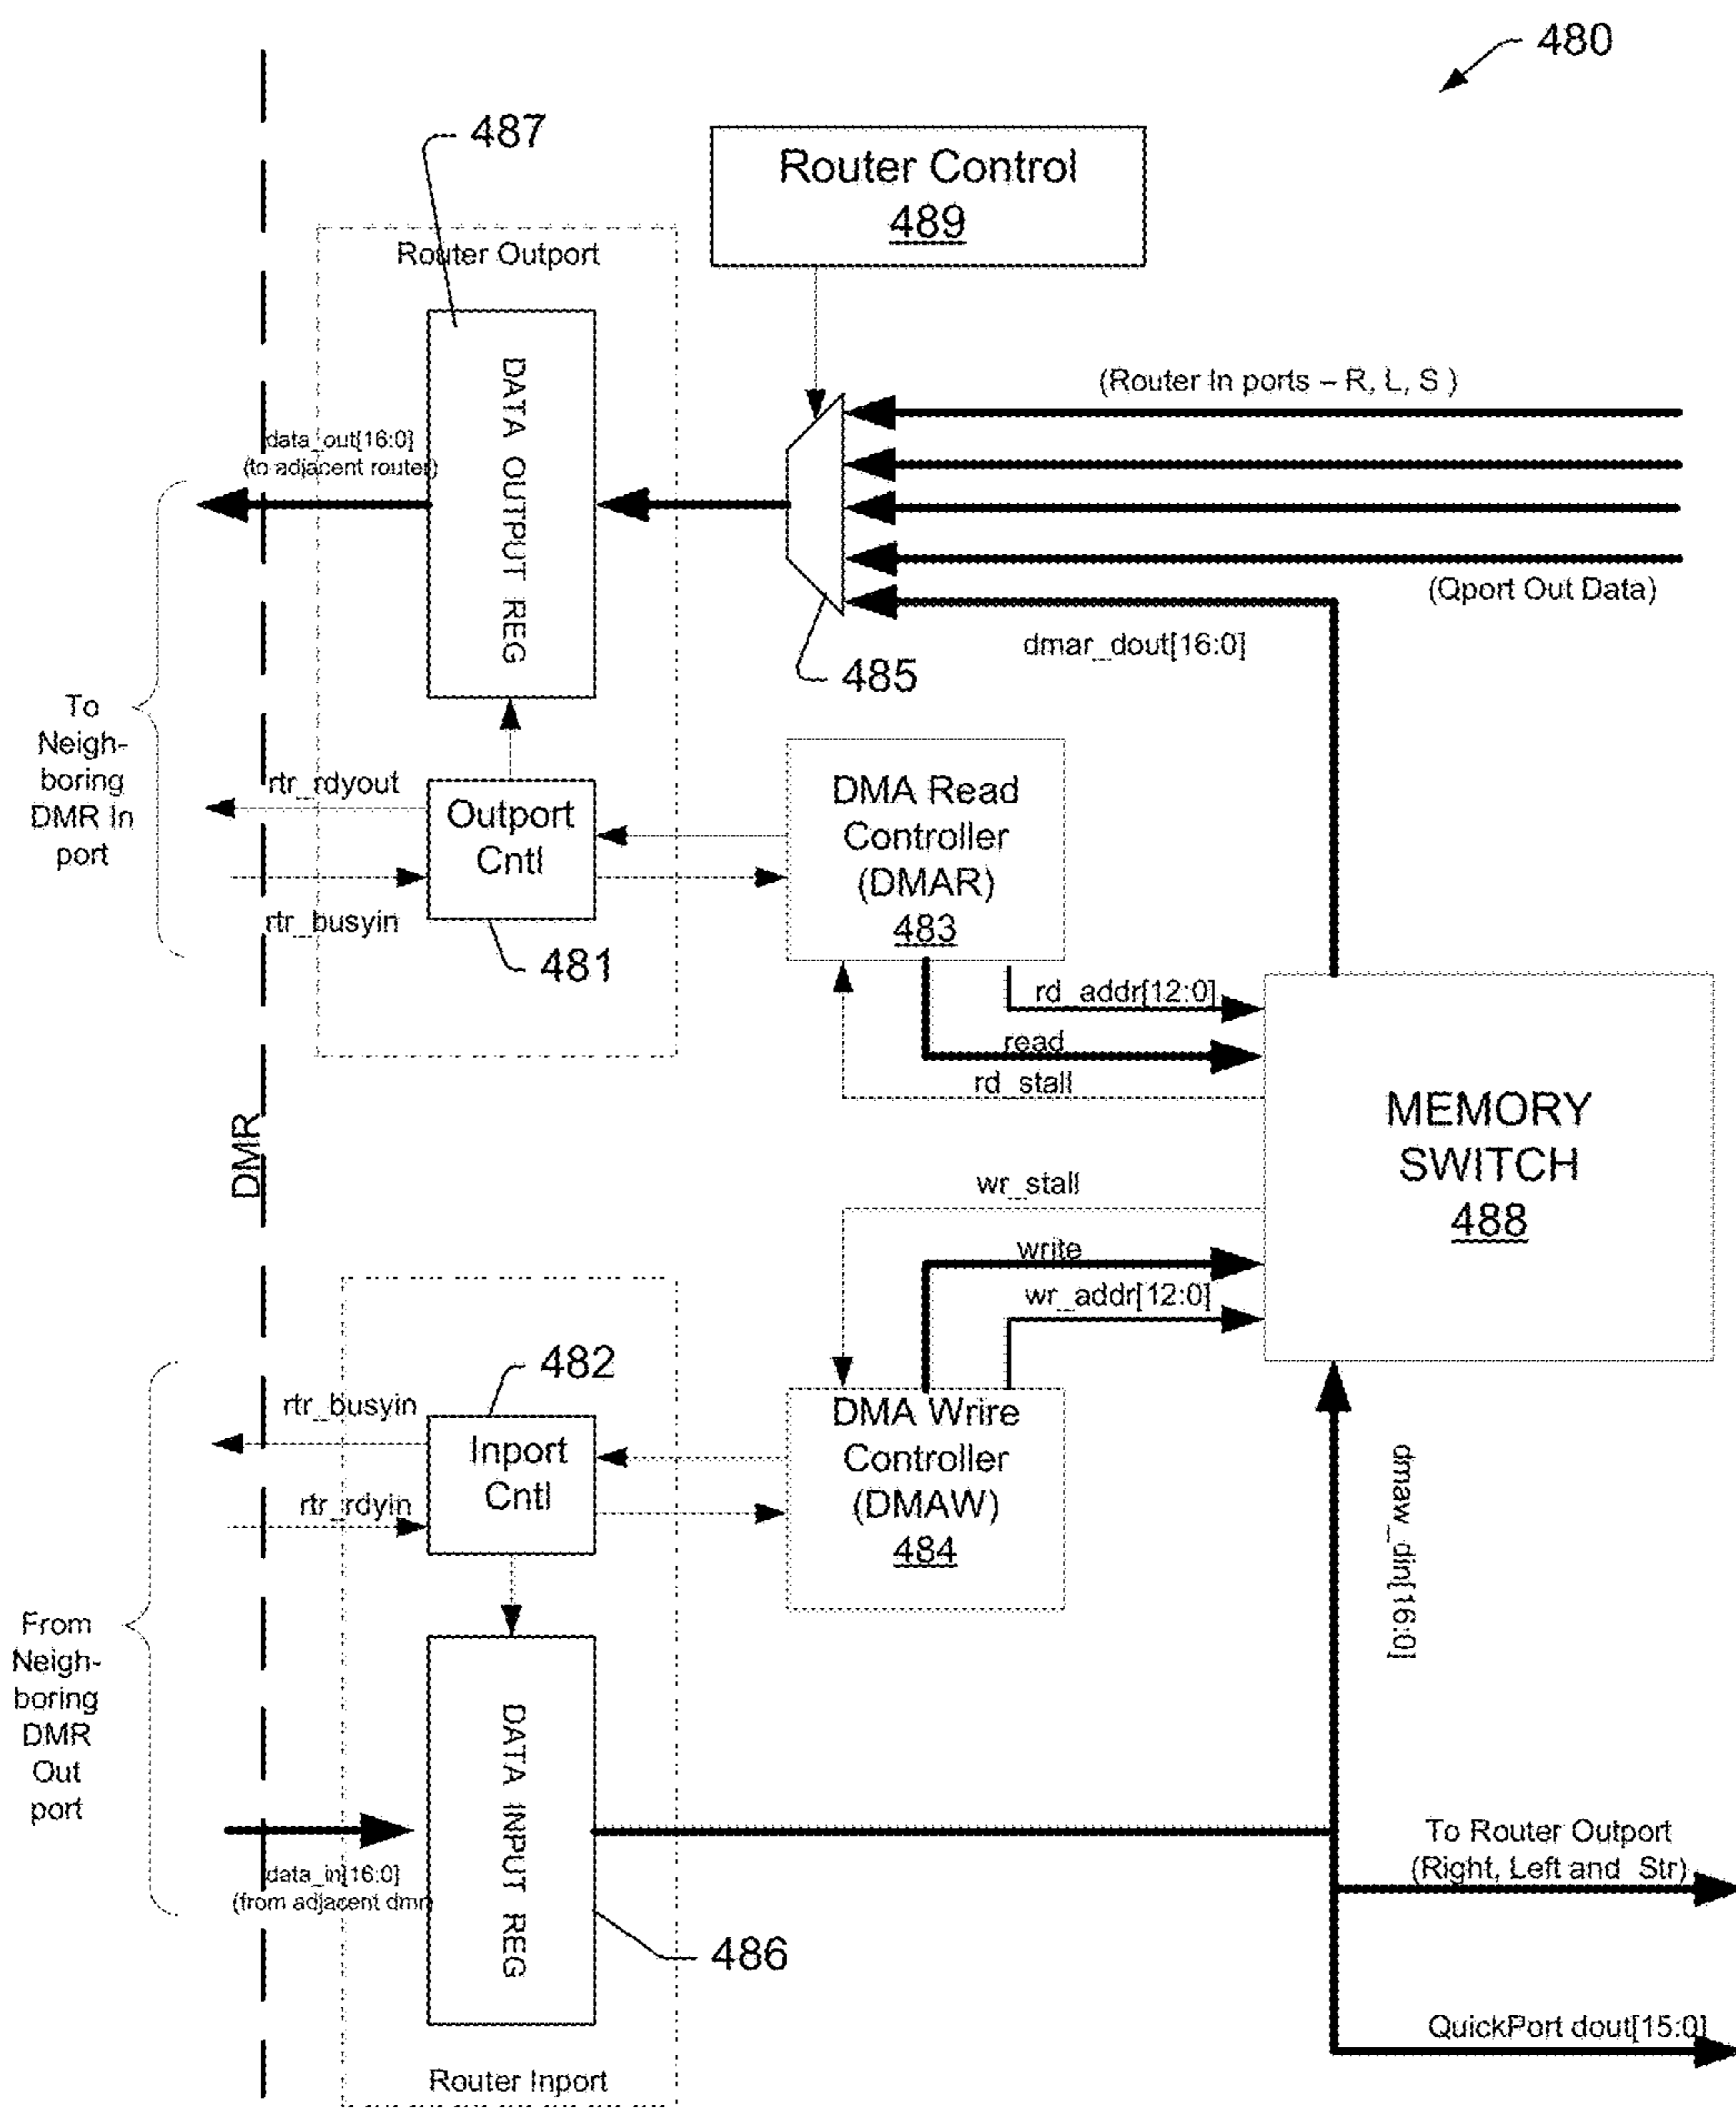 480
487
Router Control
489
Router Outport
DATA OUTPUT REG
(Router In ports – R, L, S )
data_out[16:0]
(to adjacent router)
(Qport Out Data)
dmar_dout[16:0]
485
To
Neigh-
boring
DMR In
port
rtr_rdyout
rtr_busyin
Outport
Cntl
481
DMA Read
Controller
(DMAR)
483
rd_addr[12:0]
read
rd_stall
DMR
MEMORY
SWITCH
488
wr_stall
write
wr_addr[12:0]
482
rtr_busyin
rtr_rdyin
Inport
Cntl
DMA Wrire
Controller
(DMAW)
484
dmaw_din[16:0]
From
Neigh-
boring
DMR
Out
port
DATA INPUT REG
data_in[16:0]
(from adjacent dmr)
486
To Router Outport
(Right, Left and Str)
QuickPort dout[15:0]
Router Inport